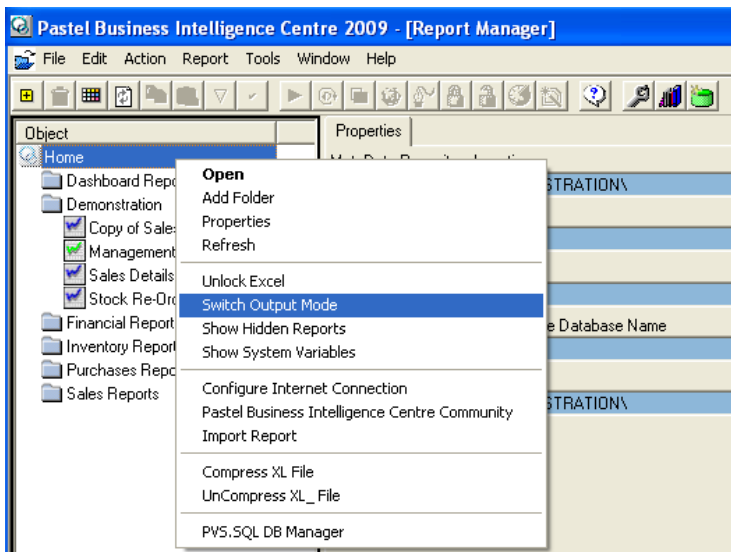 Pastel Business Intelligence Centre 2009 - [Report Manager]
File Edit Action Report Tools Window Help
Object
Properties
Home
Dashboard Repo
Demonstration
Copy of Sales
Management
Sales Details
Stock Re-Ord
Financial Report
Inventory Report
Purchases Repo
Sales Reports
Open
Add Folder
Properties
Refresh
Unlock Excel
Switch Output Mode
Show Hidden Reports
Show System Variables
Configure Internet Connection
Pastel Business Intelligence Centre Community
Import Report
Compress XL File
UnCompress XL_ File
PVS.SQL DB Manager
STRATION\
e Database Name
STRATION\